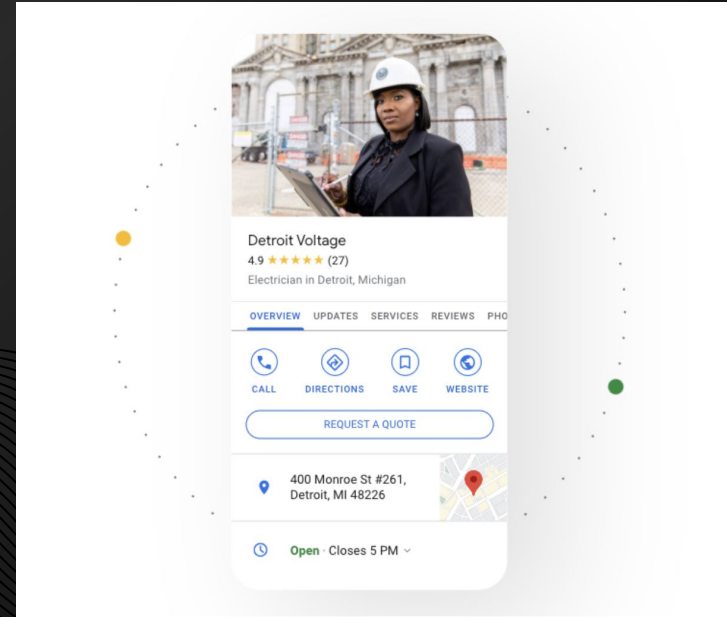 Detroit Voltage
4.9 ★★★★★ (27)
Electrician in Detroit, Michigan
OVERVIEW UPDATES SERVICES REVIEWS PHO
CALL DIRECTIONS SAVE WEBSITE
REQUEST A QUOTE
400 Monroe St #261,
Detroit, MI 48226
Open · Closes 5 PM